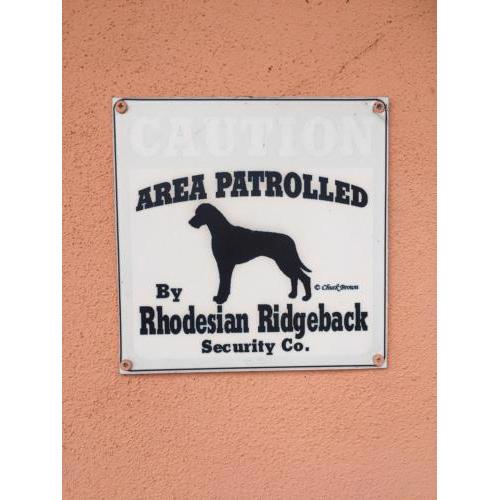 CAUTION
AREA PATROLLED
© Chuck Brown
By
Rhodesian Ridgeback
Security Co.